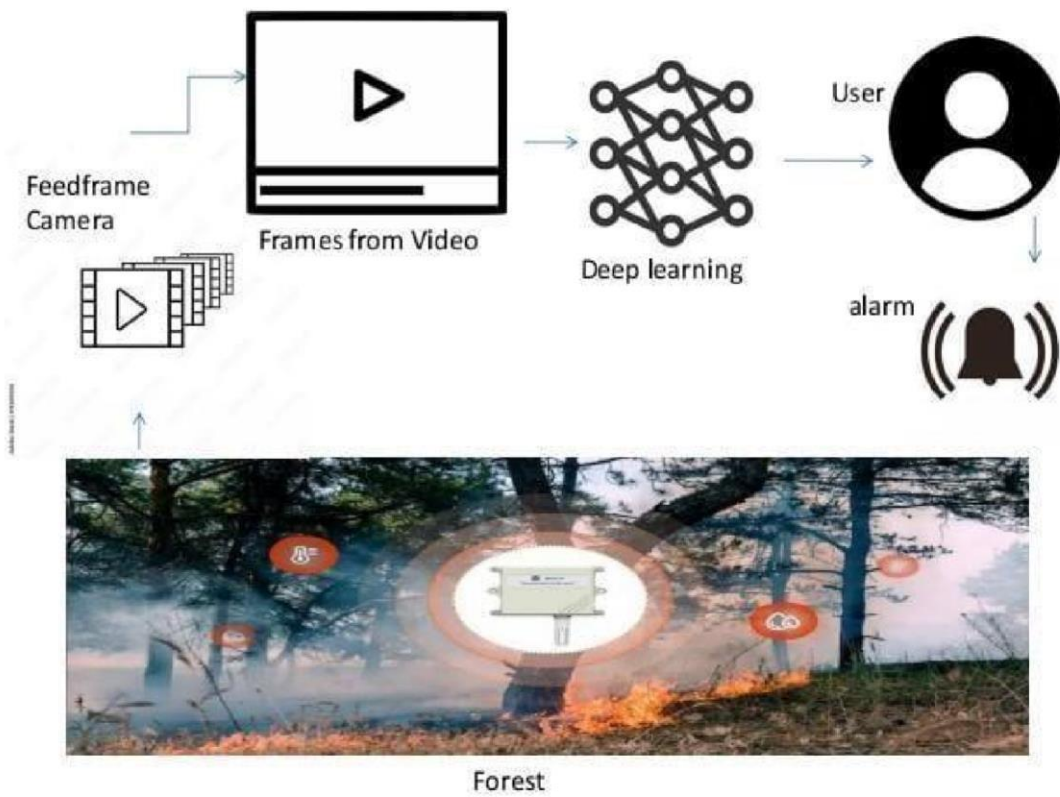 User
Feedframe
Camera
Frames from Video
Deep learning
alarm
Forest